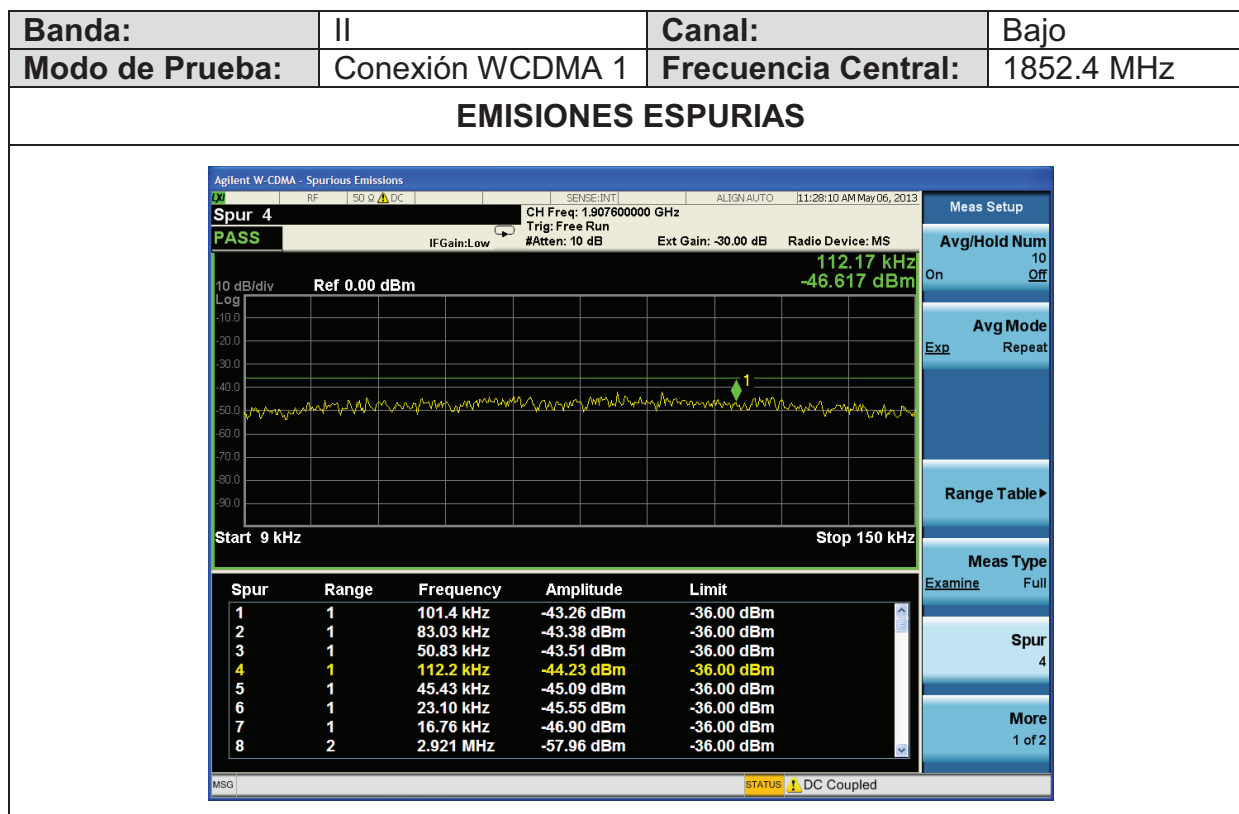 Banda: II Canal: Bajo
Modo de Prueba: Conexión WCDMA 1 Frecuencia Central: 1852.4 MHz
EMISIONES ESPURIAS
Agilent W-CDMA - Spurious Emissions
LXI RF 50 Ω DC SENSE:INT ALIGN AUTO 11:28:10 AM May 06, 2013
Spur 4 CH Freq: 1.907600000 GHz
Trig: Free Run
PASS IFGain:Low #Atten: 10 dB Ext Gain: -30.00 dB Radio Device: MS
112.17 kHz
10 dB/div Ref 0.00 dBm -46.617 dBm
Log
-10.0
-20.0
-30.0
-40.0
1
-50.0
-60.0
-70.0
-80.0
-90.0
Start 9 kHz Stop 150 kHz
Spur Range Frequency Amplitude Limit
1 1 101.4 kHz -43.26 dBm -36.00 dBm
2 1 83.03 kHz -43.38 dBm -36.00 dBm
3 1 50.83 kHz -43.51 dBm -36.00 dBm
4 1 112.2 kHz -44.23 dBm -36.00 dBm
5 1 45.43 kHz -45.09 dBm -36.00 dBm
6 1 23.10 kHz -45.55 dBm -36.00 dBm
7 1 16.76 kHz -46.90 dBm -36.00 dBm
8 2 2.921 MHz -57.96 dBm -36.00 dBm
MSG STATUS DC Coupled
Meas Setup
Avg/Hold Num
10
On Off
Avg Mode
Exp Repeat
Range Table
Meas Type
Examine Full
Spur
4
More
1 of 2